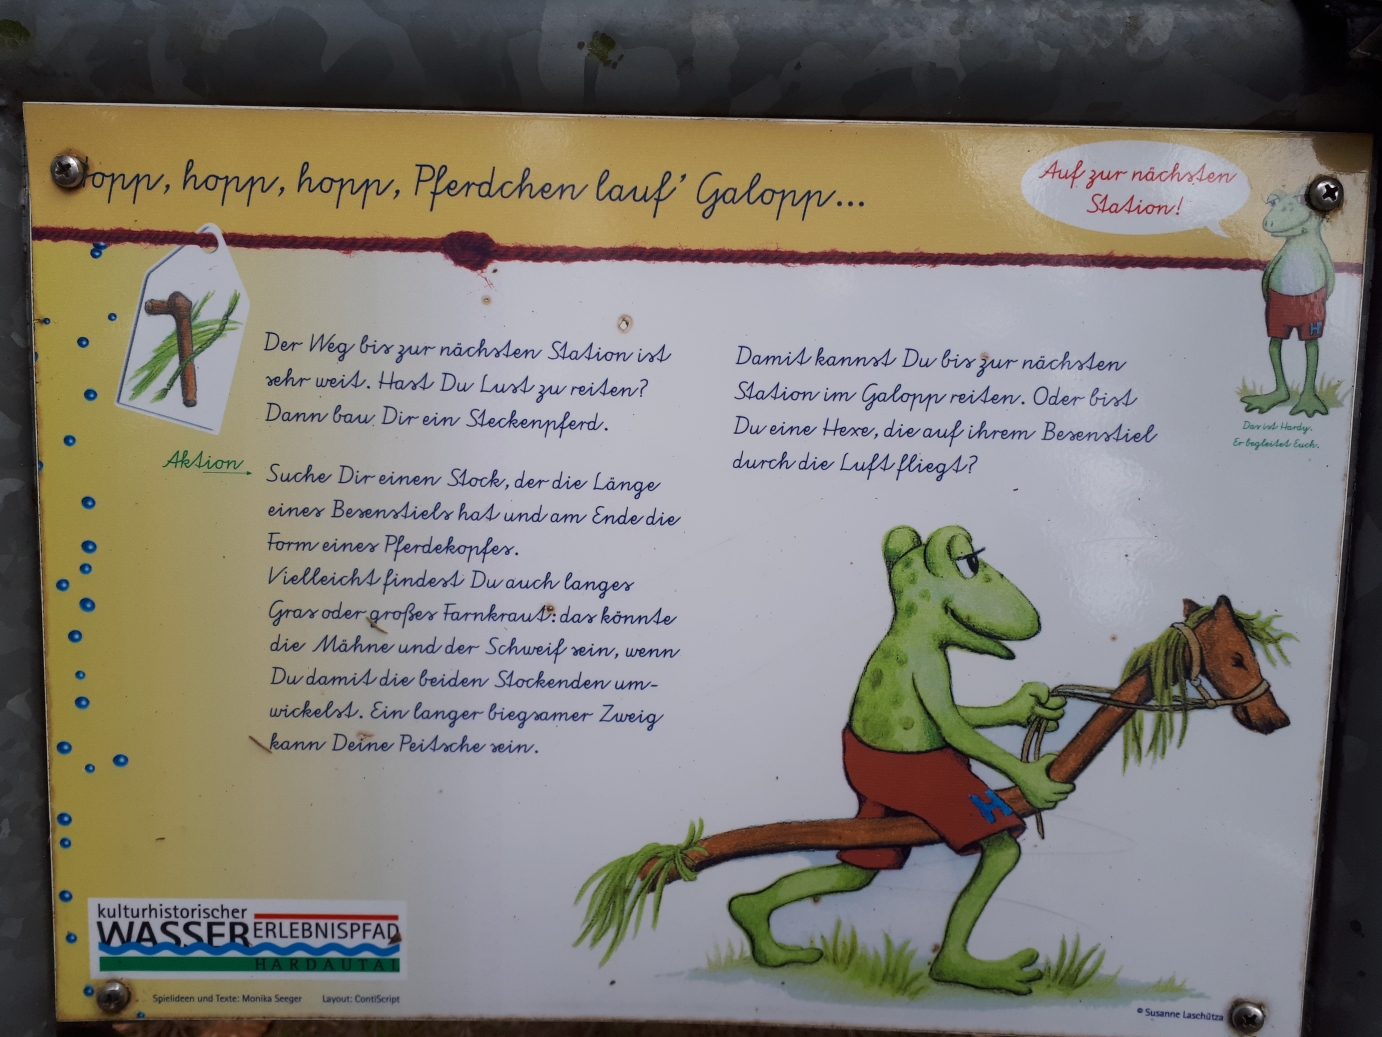 hopp, hopp, hopp, Pferdchen lauf' Galopp...
Auf zur nächsten
Station!
Das ist Hardy.
Er begleitet Euch.
Der Weg bis zur nächsten Station ist
sehr weit. Hast Du Lust zu reiten?
Dann bau Dir ein Steckenpferd.
Aktion
Suche Dir einen Stock, der die Länge
eines Besenstiels hat und am Ende die
Form eines Pferdekopfes.
Vielleicht findest Du auch langes
Gras oder großes Farnkraut: das könnte
die Mähne und der Schweif sein, wenn
Du damit die beiden Stockenden um-
wickelst. Ein langer biegsamer Zweig
kann Deine Peitsche sein.
Damit kannst Du bis zur nächsten
Station im Galopp reiten. Oder bist
Du eine Hexe, die auf ihrem Besenstiel
durch die Luft fliegt?
H
H
kulturhistorischer
WASSER ERLEBNISPFAD
HARDAUTAL
Spielideen und Texte: Monika Seeger Layout: ContiScript
© Susanne Laschütza